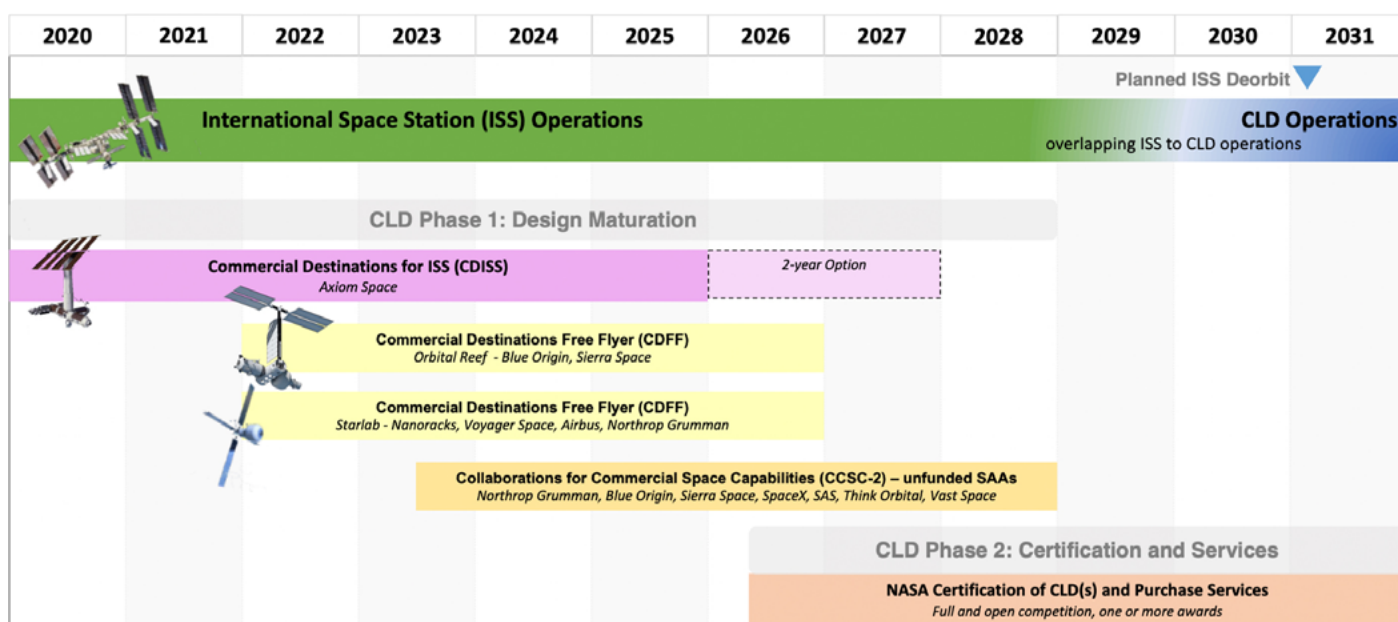 2020 2021 2022 2023 2024 2025 2026 2027 2028 2029 2030 2031
Planned ISS Deorbit
International Space Station (ISS) Operations
CLD Operations
overlapping ISS to CLD operations
CLD Phase 1: Design Maturation
Commercial Destinations for ISS (CDISS)
Axiom Space
2-year Option
Commercial Destinations Free Flyer (CDFF)
Orbital Reef - Blue Origin, Sierra Space
Commercial Destinations Free Flyer (CDFF)
Starlab - Nanoracks, Voyager Space, Airbus, Northrop Grumman
Collaborations for Commercial Space Capabilities (CCSC-2) – unfunded SAAs
Northrop Grumman, Blue Origin, Sierra Space, SpaceX, SAS, Think Orbital, Vast Space
CLD Phase 2: Certification and Services
NASA Certification of CLD(s) and Purchase Services
Full and open competition, one or more awards